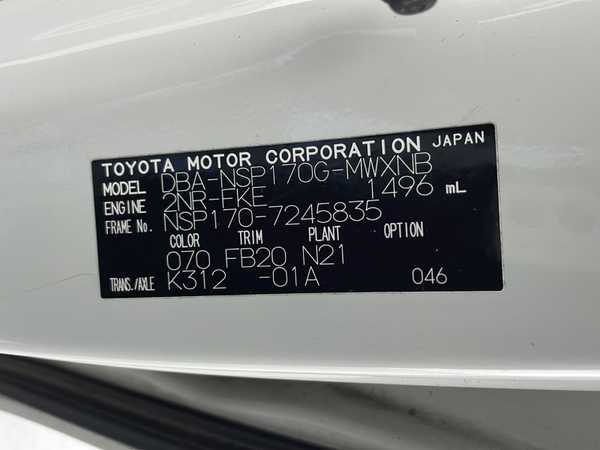 TOYOTA MOTOR CORPORATION JAPAN
MODEL DBA-NSP170G-MWXNB
ENGINE 2NR-FKE 1496 mL
FRAME No. NSP170-7245835
COLOR TRIM PLANT OPTION
070 FB20 N21
TRANS./AXLE K312 -01A 046